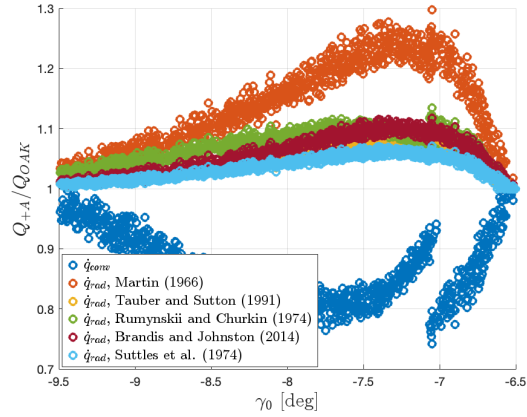 1.3
1.2
1.1
1
0.9
0.8
0.7
Q+A/QOAK
q̇conv
q̇rad, Martin (1966)
q̇rad, Tauber and Sutton (1991)
q̇rad, Rumynskii and Churkin (1974)
q̇rad, Brandis and Johnston (2014)
q̇rad, Suttles et al. (1974)
-9.5 -9 -8.5 -8 -7.5 -7 -6.5
γ0 [deg]